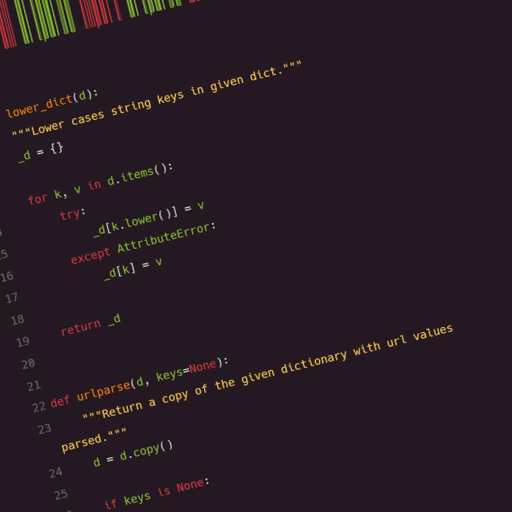 lower_dict(d):
"""Lower cases string keys in given dict."""
_d = {}
for k, v in d.items():
try:
_d[k.lower()] = v
15 except AttributeError:
16 _d[k] = v
17
18 return _d
19
20
21
22 def urlparse(d, keys=None):
23 """Return a copy of the given dictionary with url values
parsed."""
24 d = d.copy()
25
if keys is None: